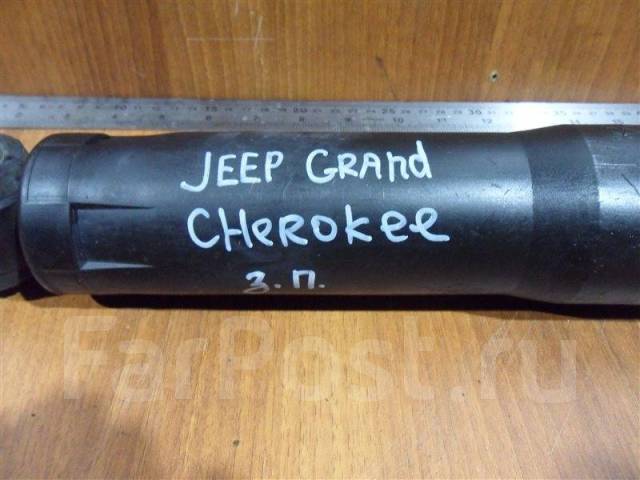 JEEP GRAnd
CHeROKee
з.п.
FarPost.ru